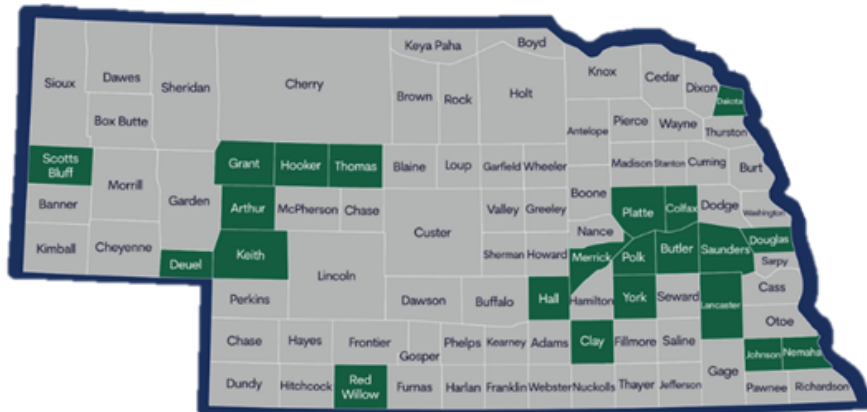 Keya Paha
Boyd
Sioux
Dawes
Sheridan
Cherry
Knox
Cedar
Dixon
Dakota
Box Butte
Brown
Rock
Holt
Antelope
Pierce
Wayne
Thurston
Scotts
Bluff
Morrill
Garden
Grant
Hooker
Thomas
Blaine
Loup
Garfield
Wheeler
Madison
Stanton
Cuming
Burt
Banner
Arthur
McPherson
Chase
Custer
Valley
Greeley
Boone
Platte
Colfax
Dodge
Washington
Nance
Kimball
Cheyenne
Deuel
Keith
Lincoln
Sherman
Howard
Merrick
Polk
Butler
Saunders
Douglas
Sarpy
Perkins
Dawson
Buffalo
Hall
Hamilton
York
Seward
Lancaster
Cass
Otoe
Chase
Hayes
Frontier
Gosper
Phelps
Kearney
Adams
Clay
Fillmore
Saline
Gage
Johnson
Nemaha
Dundy
Hitchcock
Red
Willow
Furnas
Harlan
Franklin
Webster
Nuckolls
Thayer
Jefferson
Pawnee
Richardson